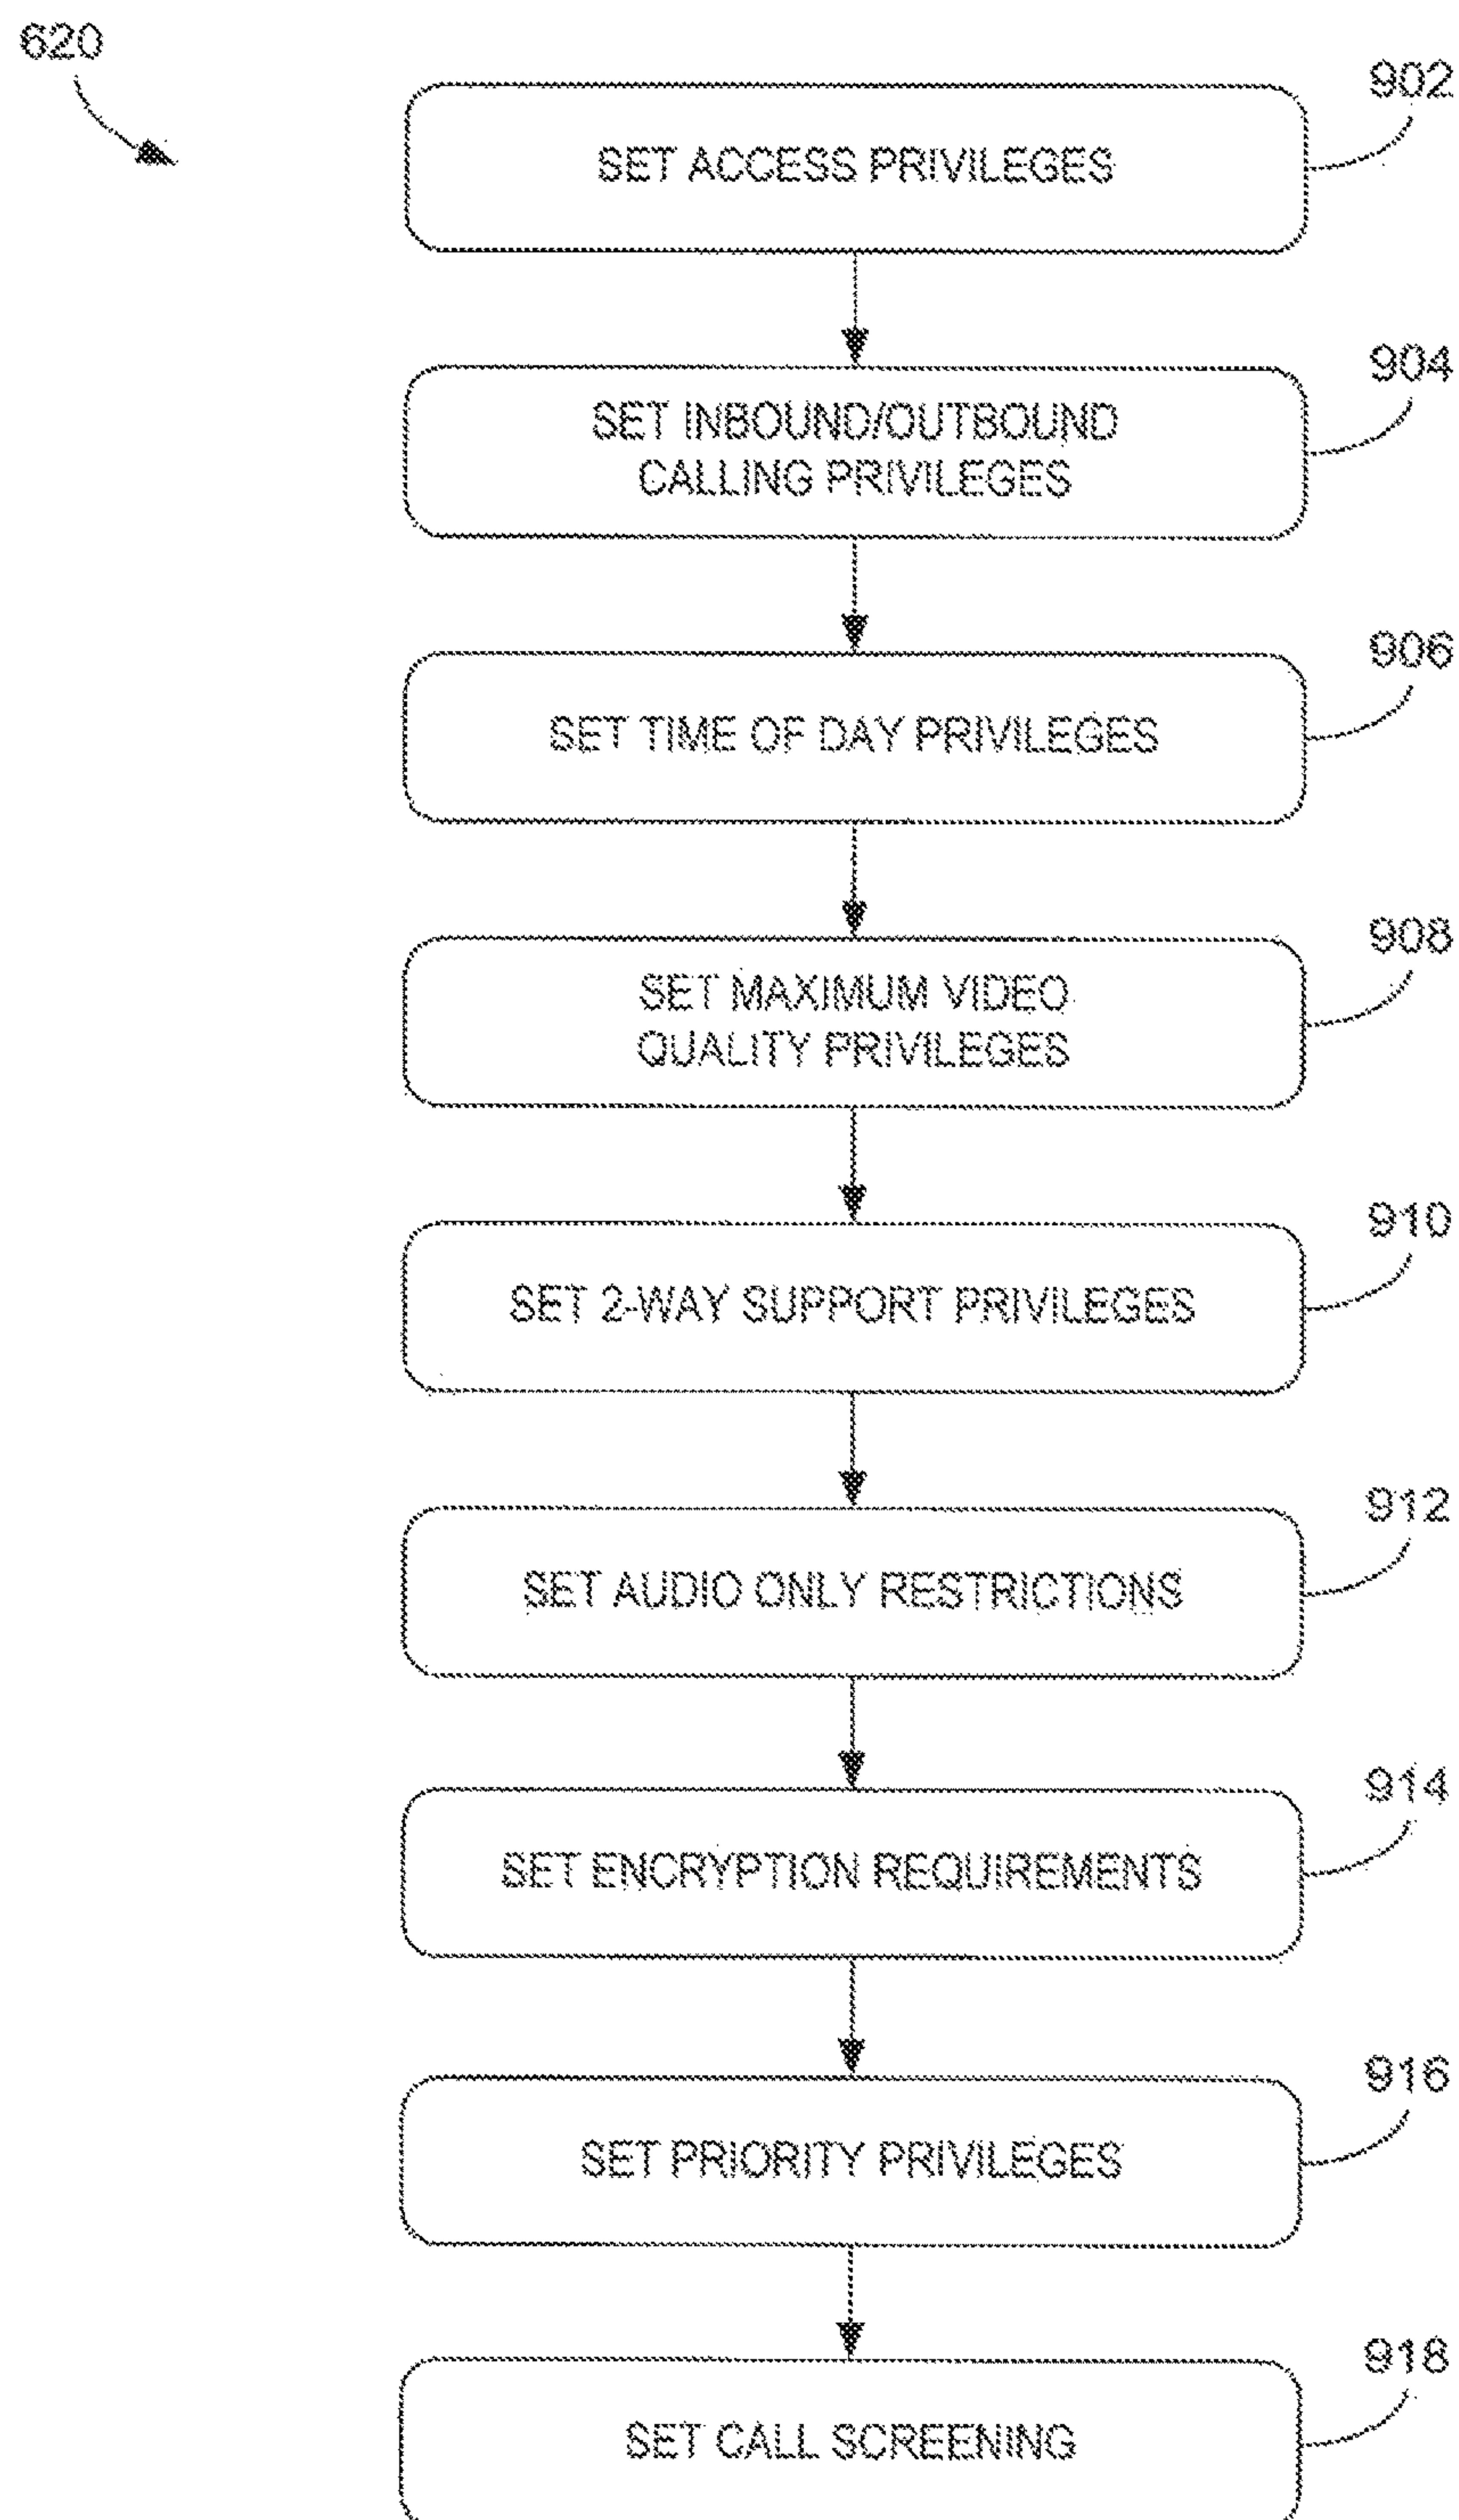 620
902
SET ACCESS PRIVILEGES
904
SET INBOUND/OUTBOUND
CALLING PRIVILEGES
906
SET TIME OF DAY PRIVILEGES
908
SET MAXIMUM VIDEO
QUALITY PRIVILEGES
910
SET 2-WAY SUPPORT PRIVILEGES
912
SET AUDIO ONLY RESTRICTIONS
914
SET ENCRYPTION REQUIREMENTS
916
SET PRIORITY PRIVILEGES
918
SET CALL SCREENING